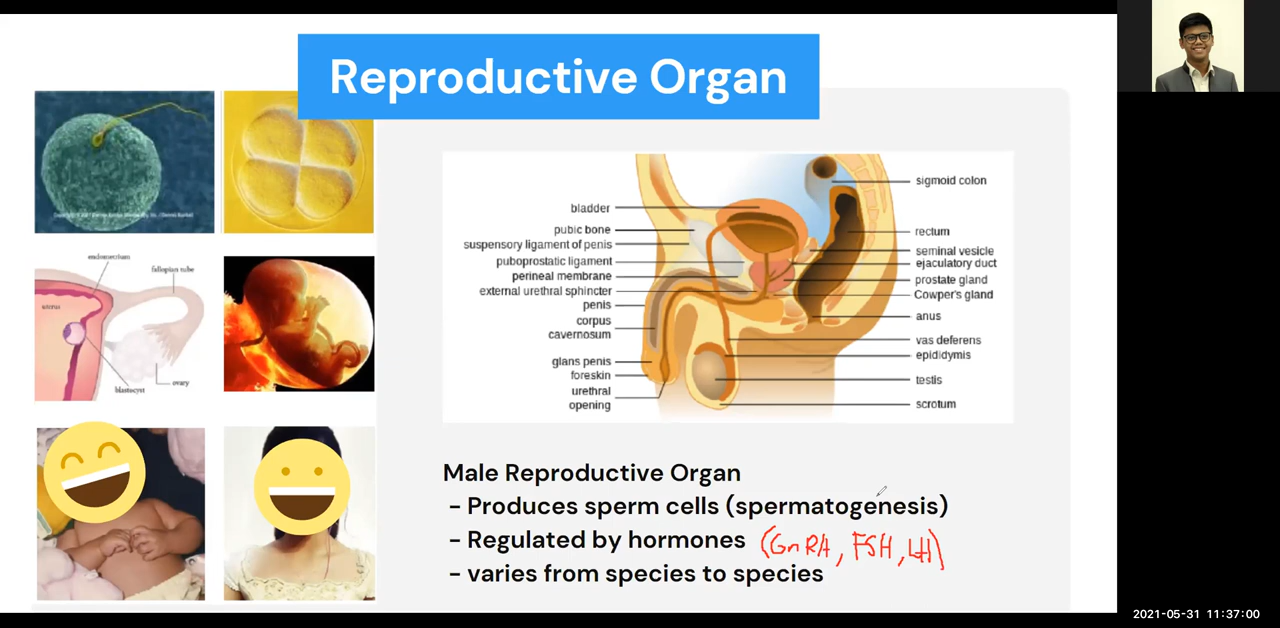 Reproductive Organ
endometrium
fallopian tube
uterus
blastocyst
ovary
bladder
pubic bone
suspensory ligament of penis
puboprostatic ligament
perineal membrane
external urethral sphincter
penis
corpus
cavernosum
glans penis
foreskin
urethral
opening
sigmoid colon
rectum
seminal vesicle
ejaculatory duct
prostate gland
Cowper's gland
anus
vas deferens
epididymis
testis
scrotum
Male Reproductive Organ
- Produces sperm cells (spermatogenesis)
- Regulated by hormones (GnRH, FSH, LH)
- varies from species to species
2021-05-31 11:37:00